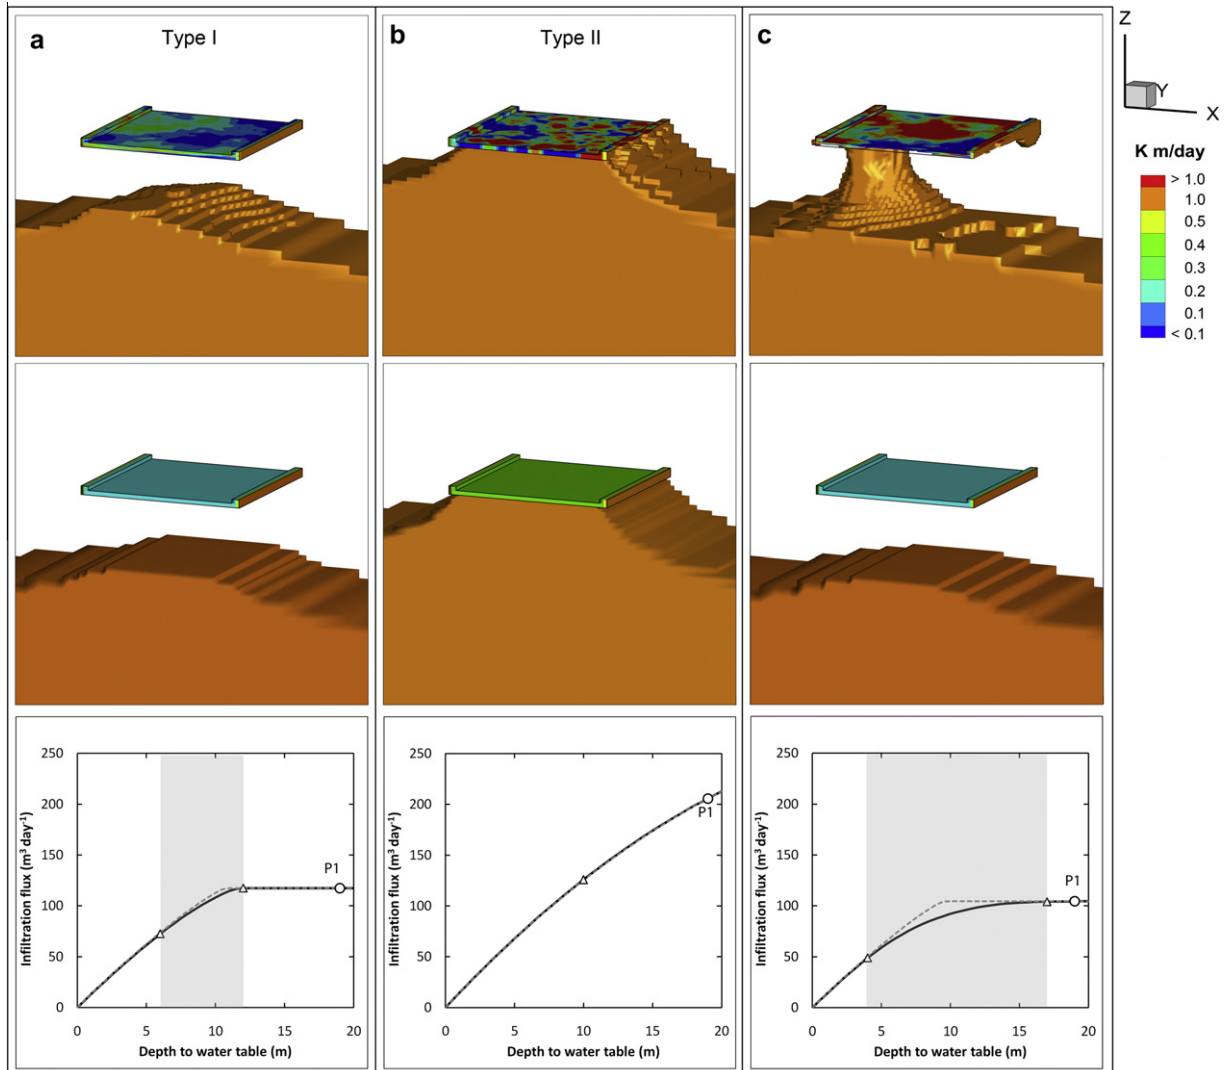 a
Type I
b
Type II
c
Z
Y
X
K m/day
> 1.0
1.0
0.5
0.4
0.3
0.2
0.1
< 0.1
250
200
150
100
50
0
Infiltration flux (m³ day⁻¹)
P1
0 5 10 15 20
Depth to water table (m)
250
200
150
100
50
0
Infiltration flux (m³ day⁻¹)
P1
0 5 10 15 20
Depth to water table (m)
250
200
150
100
50
0
Infiltration flux (m³ day⁻¹)
P1
0 5 10 15 20
Depth to water table (m)